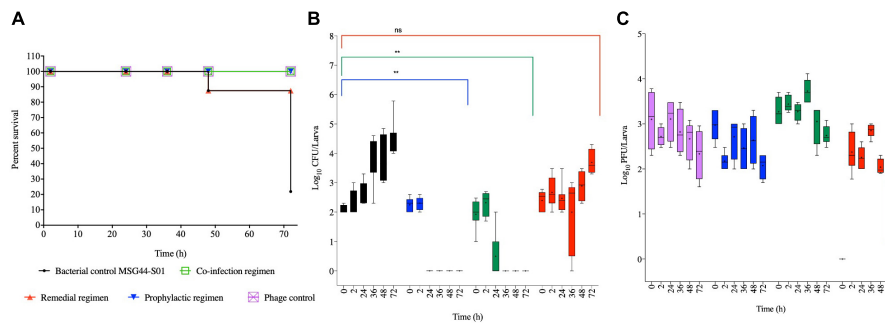 A
B
C
Percent survival
110
100
90
80
70
60
50
40
30
20
10
0
0
10
20
30
40
50
60
70
Time (h)
Bacterial control MSG44-S01
Co-infection regimen
Remedial regimen
Prophylactic regimen
Phage control
Log10 CFU/Larva
8
7
6
5
4
3
2
1
0
ns
**
**
0 2 24 36 48 72
0 2 24 36 48 72
0 2 24 36 48 72
0 2 24 36 48 72
Time (h)
Log10 PFU/Larva
5
4
3
2
1
0
0 2 24 36 48 72
0 2 24 36 48 72
0 2 24 36 48 72
0 2 24 36 48
Time (h)